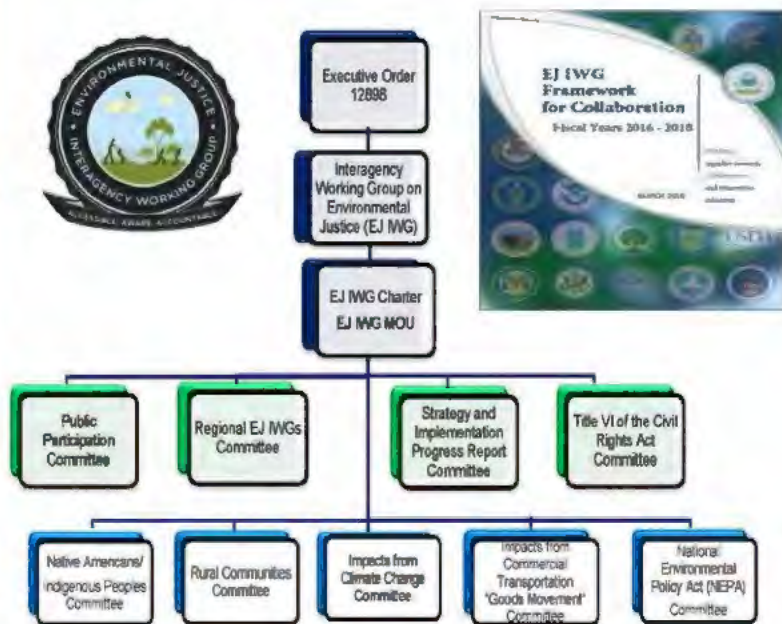 ENVIRONMENTAL JUSTICE
INTERAGENCY WORKING GROUP
ACCESSIBLE AWARE ACCOUNTABLE
Executive Order
12898
EJ IWG
Framework
for Collaboration
Fiscal Years 2016 - 2018
MARCH 2016
Interagency
Working Group on
Environmental
Justice (EJ IWG)
EJ IWG Charter
EJ IWG MOU
Public
Participation
Committee
Regional EJ IWGs
Committee
Strategy and
Implementation
Progress Report
Committee
Title VI of the Civil
Rights Act
Committee
Native Americans/
Indigenous Peoples
Committee
Rural Communities
Committee
Impacts from
Climate Change
Committee
Impacts from
Commercial
Transportation
"Goods Movement"
Committee
National
Environmental
Policy Act (NEPA)
Committee